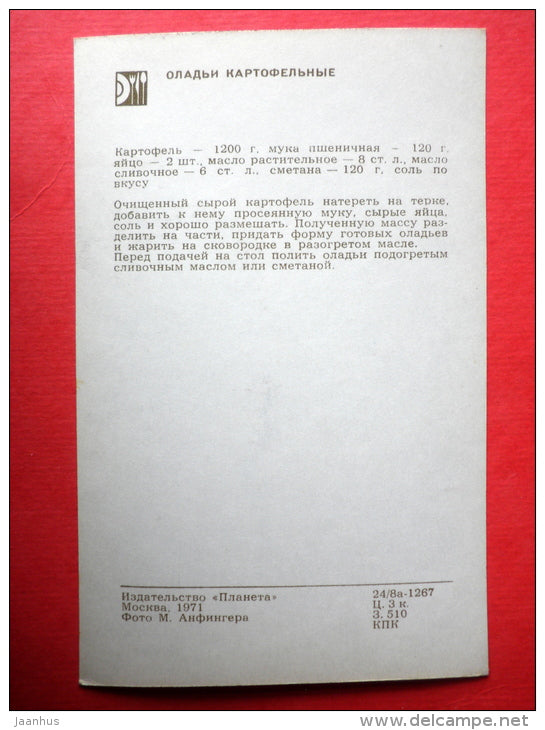 ОЛАДЬИ КАРТОФЕЛЬНЫЕ
Картофель — 1200 г, мука пшеничная — 120 г,
яйцо — 2 шт., масло растительное — 8 ст. л., масло
сливочное — 6 ст. л., сметана — 120 г, соль по
вкусу
Очищенный сырой картофель натереть на терке,
добавить к нему просеянную муку, сырые яйца,
соль и хорошо размешать. Полученную массу раз-
делить на части, придать форму готовых оладьев
и жарить на сковородке в разогретом масле.
Перед подачей на стол полить оладьи подогретым
сливочным маслом или сметаной.
Издательство «Планета»
Москва, 1971
Фото М. Анфингера
24/8а-1267
Ц. 3 к.
З. 510
КПК
jaanhus
www.delcampe.net